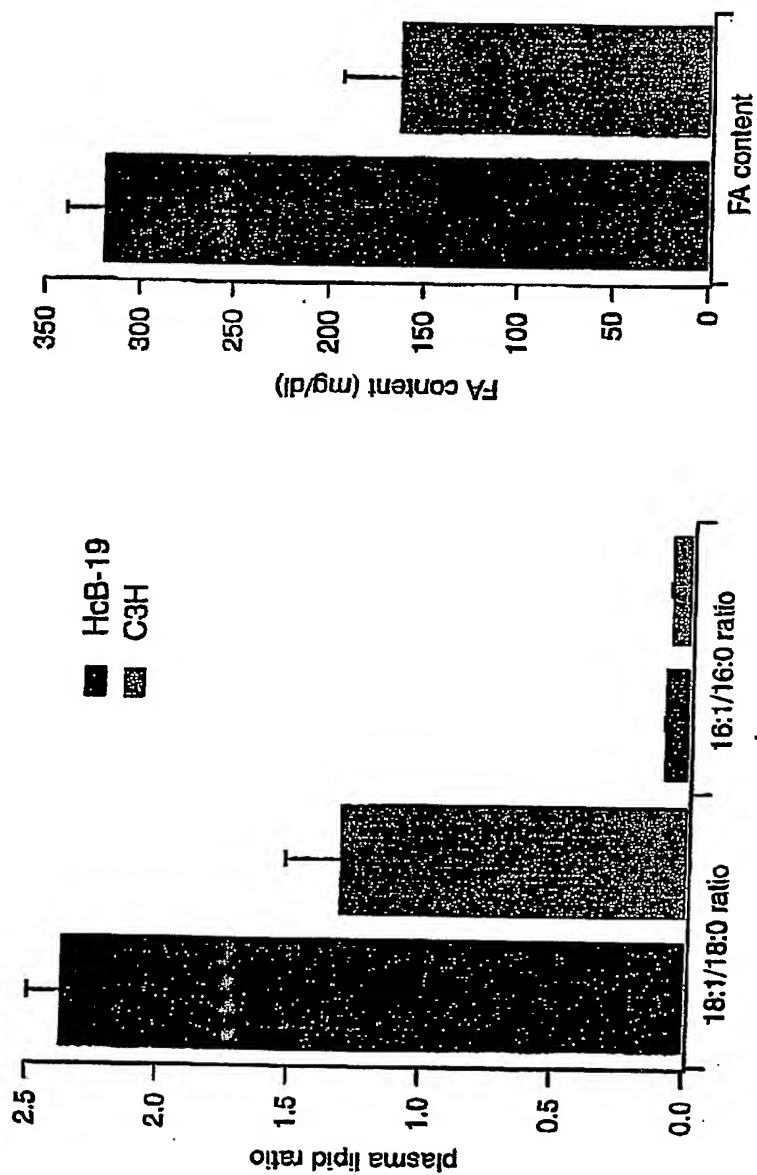 plasma lipid ratio
2.5
2.0
1.5
1.0
0.5
0.0
18:1/18:0 ratio
16:1/16:0 ratio
HcB-19
C3H
FA content (mg/dl)
350
300
250
200
150
100
50
0
FA content